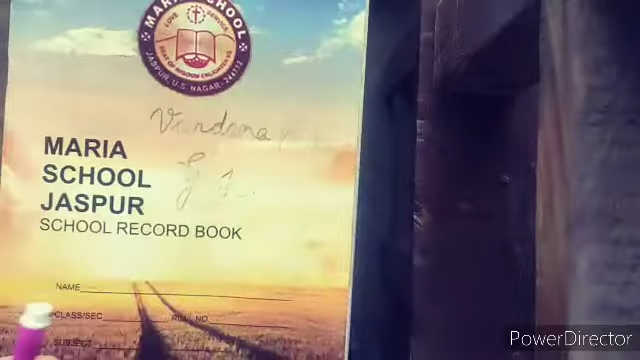 MARIA SCHOOL
LOVE SERVICE
JASPUR, U.S. NAGAR - 244712
Vandana
MARIA
SCHOOL
JASPUR
SCHOOL RECORD BOOK
NAME
CLASS/SEC ROLL NO
SUBJECT
PowerDirector